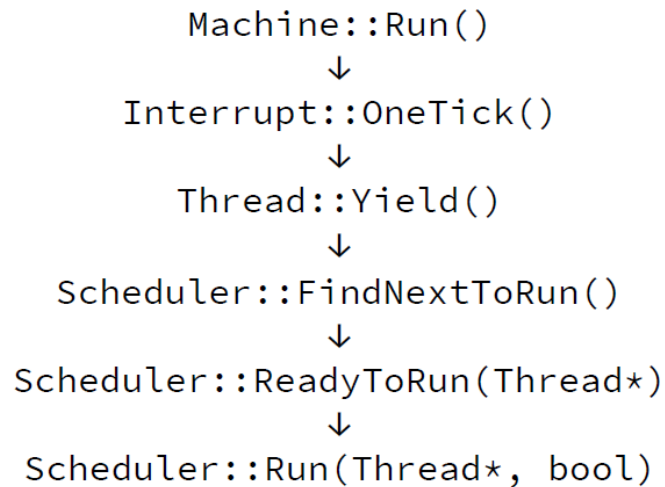 Machine::Run()
↓
Interrupt::OneTick()
↓
Thread::Yield()
↓
Scheduler::FindNextToRun()
↓
Scheduler::ReadyToRun(Thread*)
↓
Scheduler::Run(Thread*, bool)